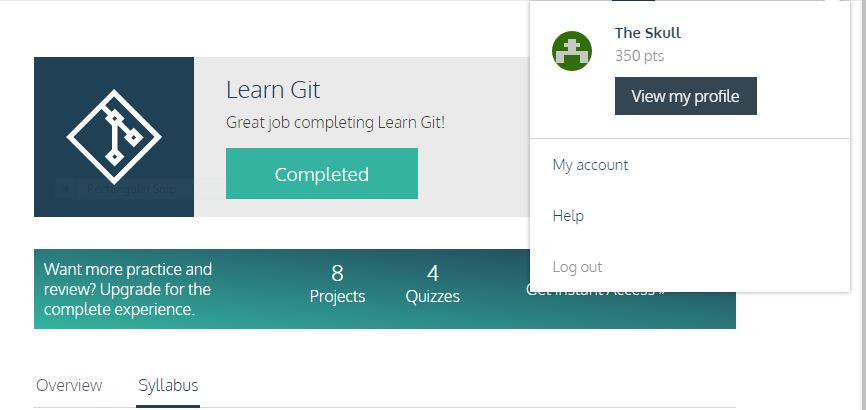 The Skull
350 pts
View my profile
My account
Help
Log out
Learn Git
Great job completing Learn Git!
Completed
Rectangular Snip
Want more practice and
review? Upgrade for the
complete experience.
8
Projects
4
Quizzes
Get Instant Access »
Overview
Syllabus